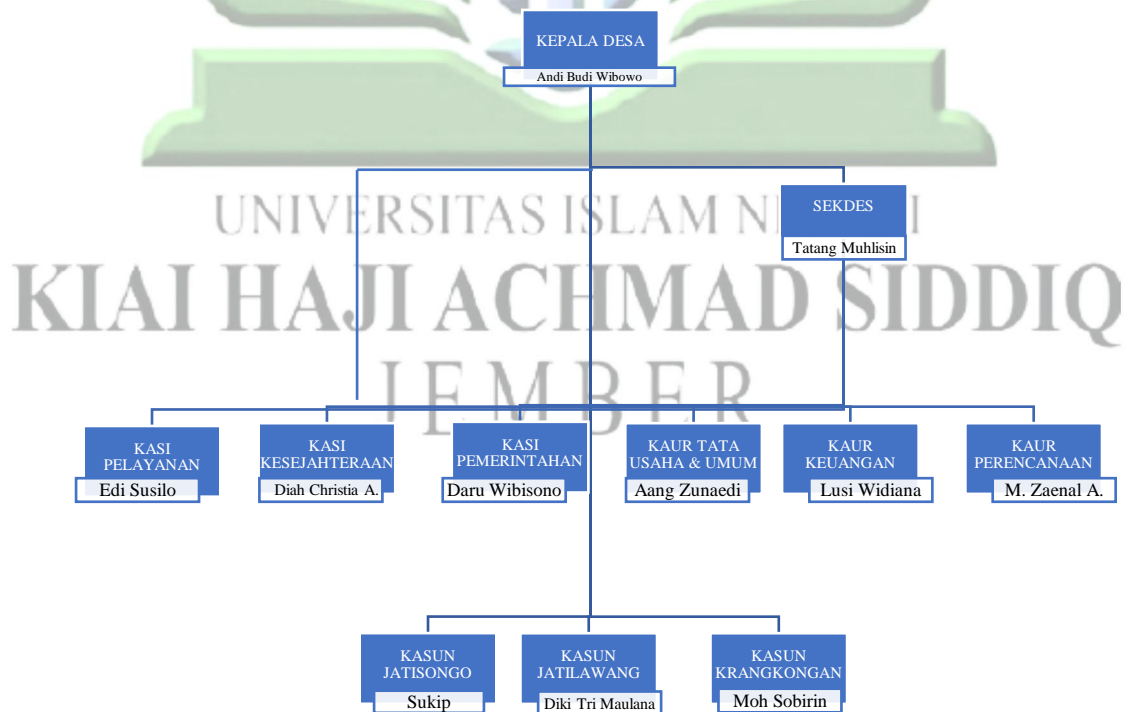 KEPALA DESA
Andi Budi Wibowo
UNIVERSITAS ISLAM N I
SEKDES
Tatang Muhlisin
KIAI HAJI ACHMAD SIDDIQ
JEMBER
KASI
PELAYANAN
Edi Susilo
KASI
KESEJAHTERAAN
Diah Christia A.
KASI
PEMERINTAHAN
Daru Wibisono
KAUR TATA
USAHA & UMUM
Aang Zunaedi
KAUR
KEUANGAN
Lusi Widiana
KAUR
PERENCANAAN
M. Zaenal A.
KASUN
JATISONGO
Sukip
KASUN
JATILAWANG
Diki Tri Maulana
KASUN
KRANGKONGAN
Moh Sobirin